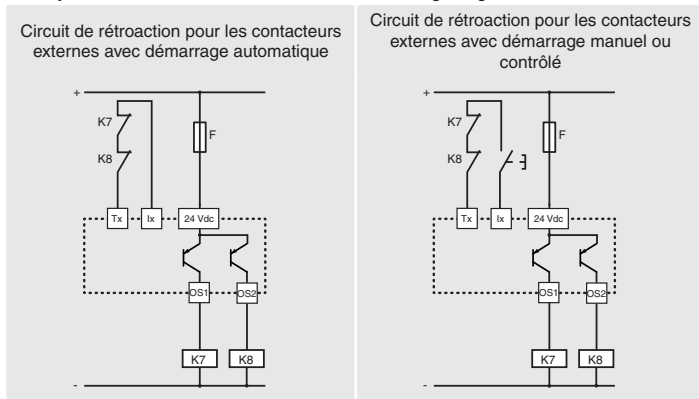 Circuit de rétroaction pour les contacteurs
externes avec démarrage automatique
+
K7
K8
F
Tx
Ix
24 Vdc
OS1
OS2
K7
K8
-
Circuit de rétroaction pour les contacteurs
externes avec démarrage manuel ou
contrôlé
+
K7
K8
F
Tx
Ix
24 Vdc
OS1
OS2
K7
K8
-